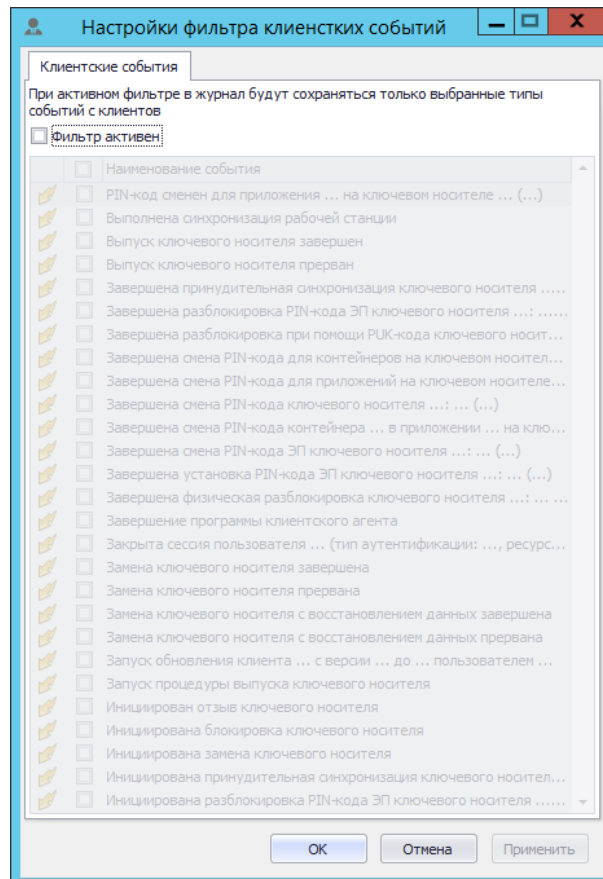 Настройки фильтра клиенстких событий
Клиентские события
При активном фильтре в журнал будут сохраняться только выбранные типы
событий с клиентов
Фильтр активен
Наименование события
PIN-код сменен для приложения ... на ключевом носителе ... (...)
Выполнена синхронизация рабочей станции
Выпуск ключевого носителя завершен
Выпуск ключевого носителя прерван
Завершена принудительная синхронизация ключевого носителя .....
Завершена разблокировка PIN-кода ЭП ключевого носителя ...: ......
Завершена разблокировка при помощи PUK-кода ключевого носит...
Завершена смена PIN-кода для контейнеров на ключевом носител...
Завершена смена PIN-кода для приложений на ключевом носителе...
Завершена смена PIN-кода ключевого носителя ...: ... (...)
Завершена смена PIN-кода контейнера ... в приложении ... на клю...
Завершена смена PIN-кода ЭП ключевого носителя ...: ... (...)
Завершена установка PIN-кода ЭП ключевого носителя ...: ... (...)
Завершена физическая разблокировка ключевого носителя ...: ... ...
Завершение программы клиентского агента
Закрыта сессия пользователя ... (тип аутентификации: ..., ресурс...
Замена ключевого носителя завершена
Замена ключевого носителя прервана
Замена ключевого носителя с восстановлением данных завершена
Замена ключевого носителя с восстановлением данных прервана
Запуск обновления клиента ... с версии ... до ... пользователем ...
Запуск процедуры выпуска ключевого носителя
Инициирован отзыв ключевого носителя
Инициирована блокировка ключевого носителя
Инициирована замена ключевого носителя
Инициирована принудительная синхронизация ключевого носител...
Инициирована разблокировка PIN-кода ЭП ключевого носителя ......
OK
Отмена
Применить